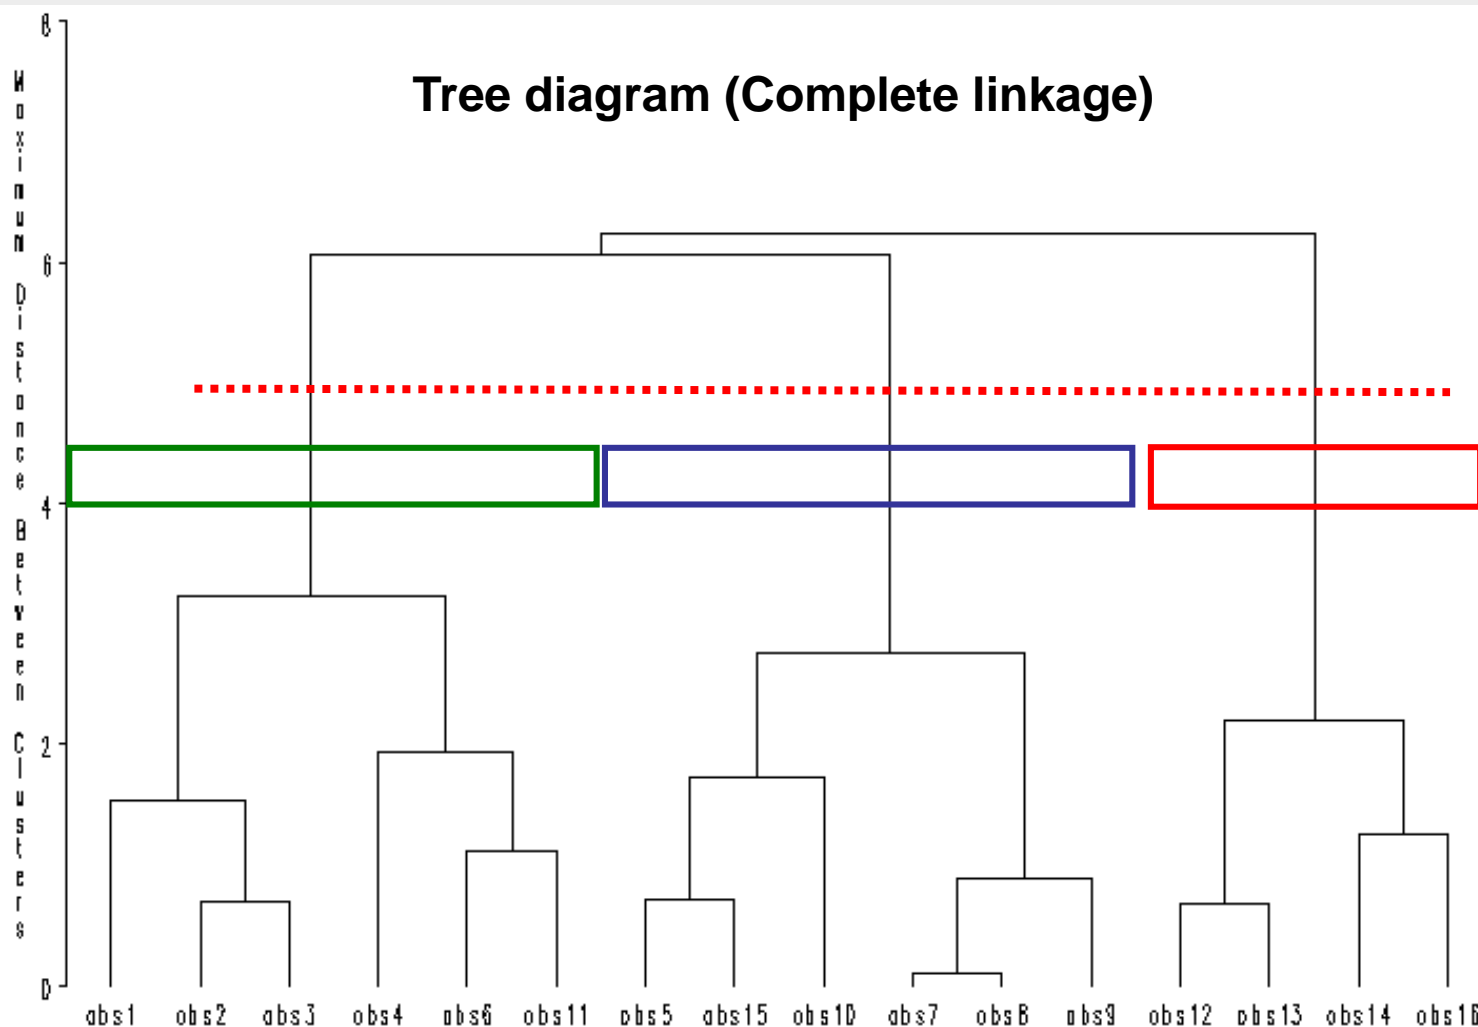 Tree diagram (Complete linkage)
Maximum Distance Between Clusters
8
6
4
2
0
obs1 obs2 obs3 obs4 obs6 obs11 obs5 obs15 obs10 obs7 obs8 obs9 obs12 obs13 obs14